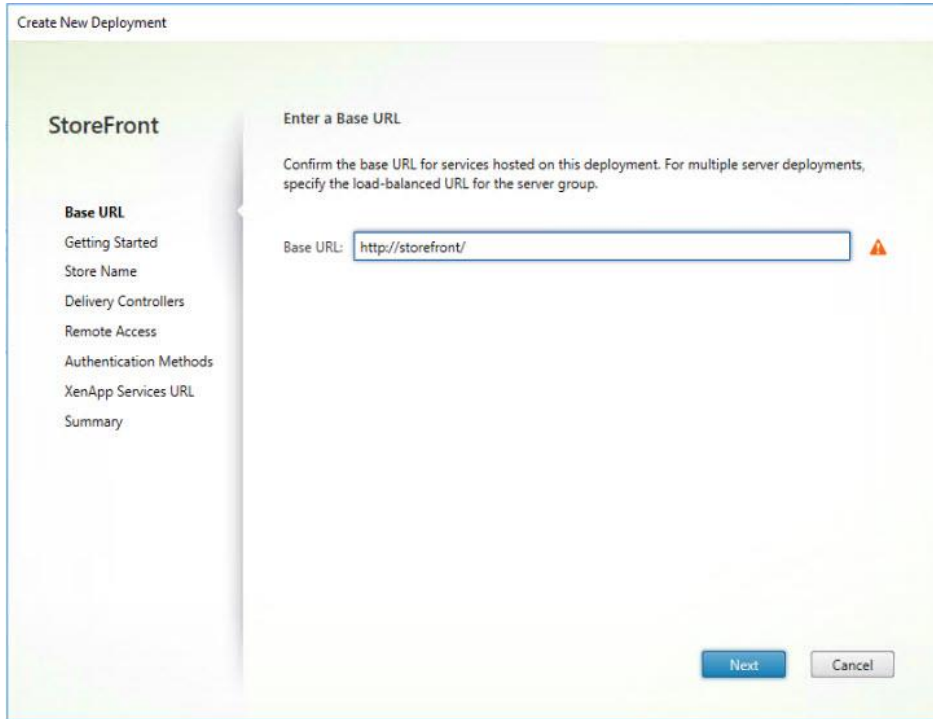 Create New Deployment
StoreFront
Base URL
Getting Started
Store Name
Delivery Controllers
Remote Access
Authentication Methods
XenApp Services URL
Summary
Enter a Base URL
Confirm the base URL for services hosted on this deployment. For multiple server deployments,
specify the load-balanced URL for the server group.
Base URL: http://storefront/
Next Cancel